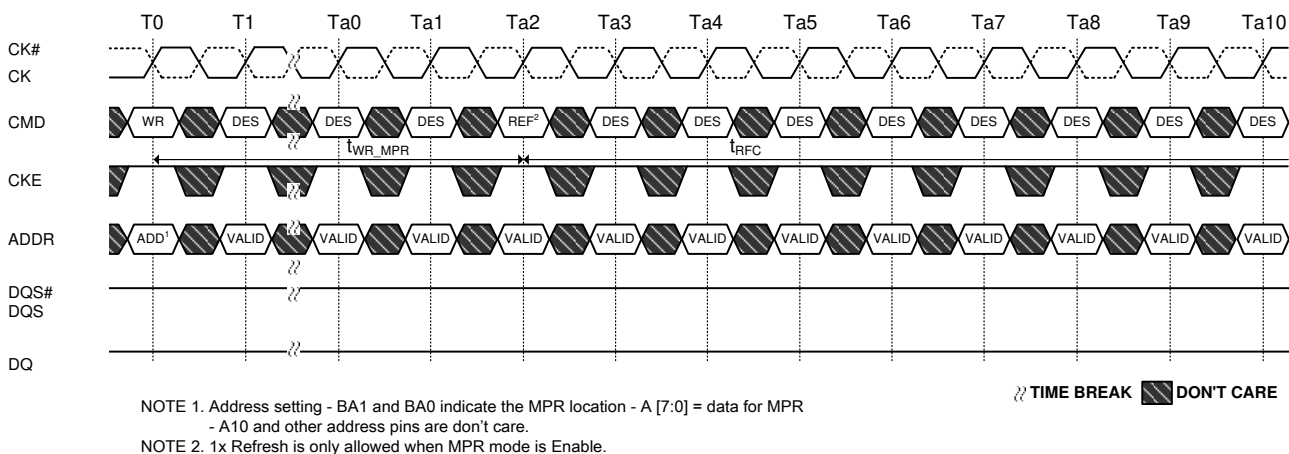 T0 T1 Ta0 Ta1 Ta2 Ta3 Ta4 Ta5 Ta6 Ta7 Ta8 Ta9 Ta10
CK#
CK
CMD WR DES DES DES REF² DES DES DES DES DES DES DES DES
tWR_MPR tRFC
CKE
ADDR ADD¹ VALID VALID VALID VALID VALID VALID VALID VALID VALID VALID VALID VALID
DQS#
DQS
DQ
TIME BREAK DON'T CARE
NOTE 1. Address setting - BA1 and BA0 indicate the MPR location - A [7:0] = data for MPR
- A10 and other address pins are don't care.
NOTE 2. 1x Refresh is only allowed when MPR mode is Enable.